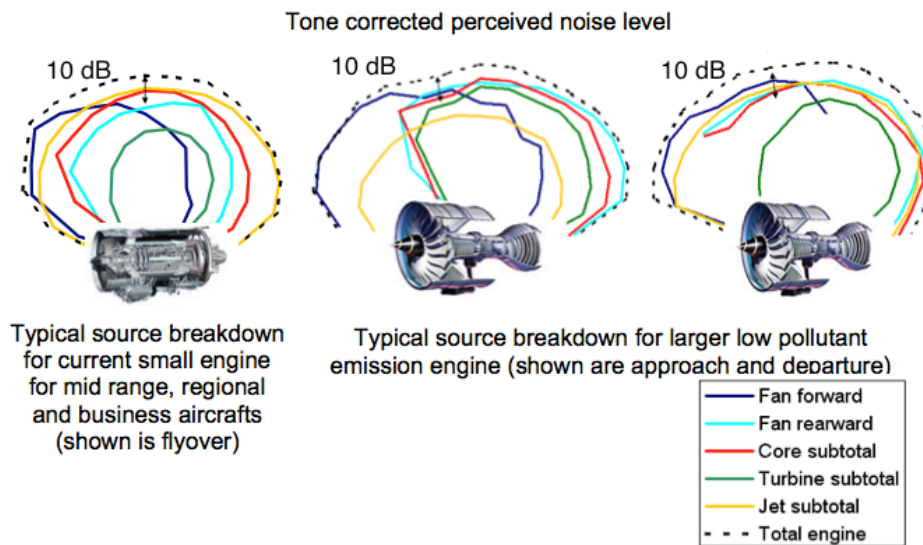 Tone corrected perceived noise level
10 dB
10 dB
10 dB
Typical source breakdown
for current small engine
for mid range, regional
and business aircrafts
(shown is flyover)
Typical source breakdown for larger low pollutant
emission engine (shown are approach and departure)
Fan forward
Fan rearward
Core subtotal
Turbine subtotal
Jet subtotal
Total engine